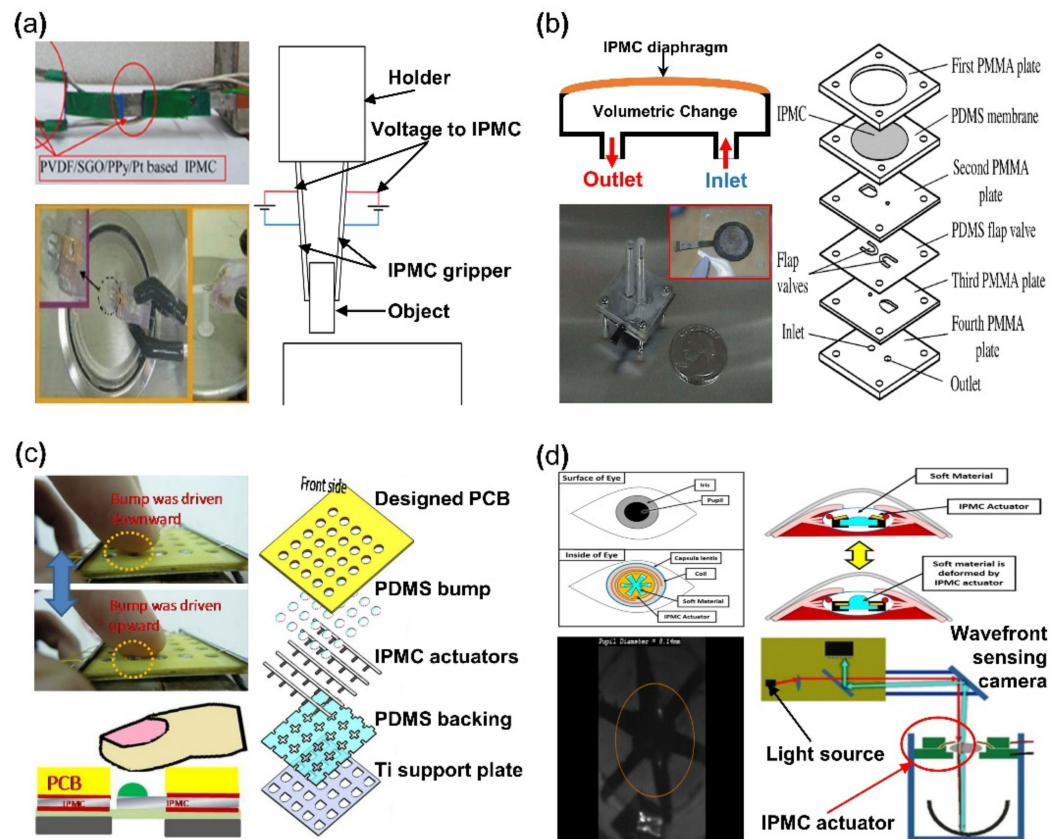 (a)
PVDF/SGO/PPy/Pt based IPMC
Holder
Voltage to IPMC
IPMC gripper
Object
(b)
IPMC diaphragm
Volumetric Change
Outlet
Inlet
First PMMA plate
IPMC
PDMS membrane
Second PMMA
plate
PDMS flap valve
Flap
valves
Third PMMA plate
Inlet
Fourth PMMA
plate
Outlet
(c)
Bump was driven
downward
Bump was driven
upward
PCB
IPMC
IPMC
Front side
Designed PCB
PDMS bump
IPMC actuators
PDMS backing
Ti support plate
(d)
Surface of Eye
Iris
Pupil
Inside of Eye
Capsula lentis
Coil
Soft Material
IPMC Actuator
Soft Material
IPMC Actuator
Soft material is
deformed by
IPMC actuator
Pupil Diameter = 8.14mm
Wavefront
sensing
camera
Light source
IPMC actuator